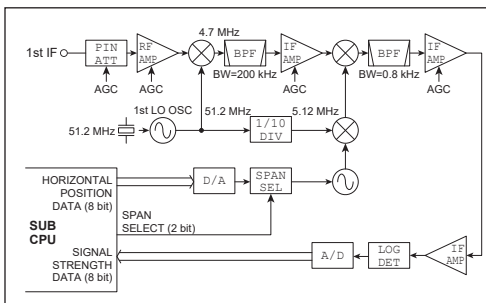 4.7 MHz
1st IF
PIN
ATT
RF
AMP
BPF
IF
AMP
BPF
IF
AMP
AGC
AGC
BW=200 kHz
AGC
BW=0.8 kHz
AGC
1st LO OSC
51.2 MHz
5.12 MHz
51.2 MHz
1/10
DIV
HORIZONTAL
POSITION
DATA (8 bit)
D/A
SPAN
SEL
SUB
CPU
SPAN
SELECT (2 bit)
SIGNAL
STRENGTH
DATA (8 bit)
A/D
LOG
DET
IF
AMP